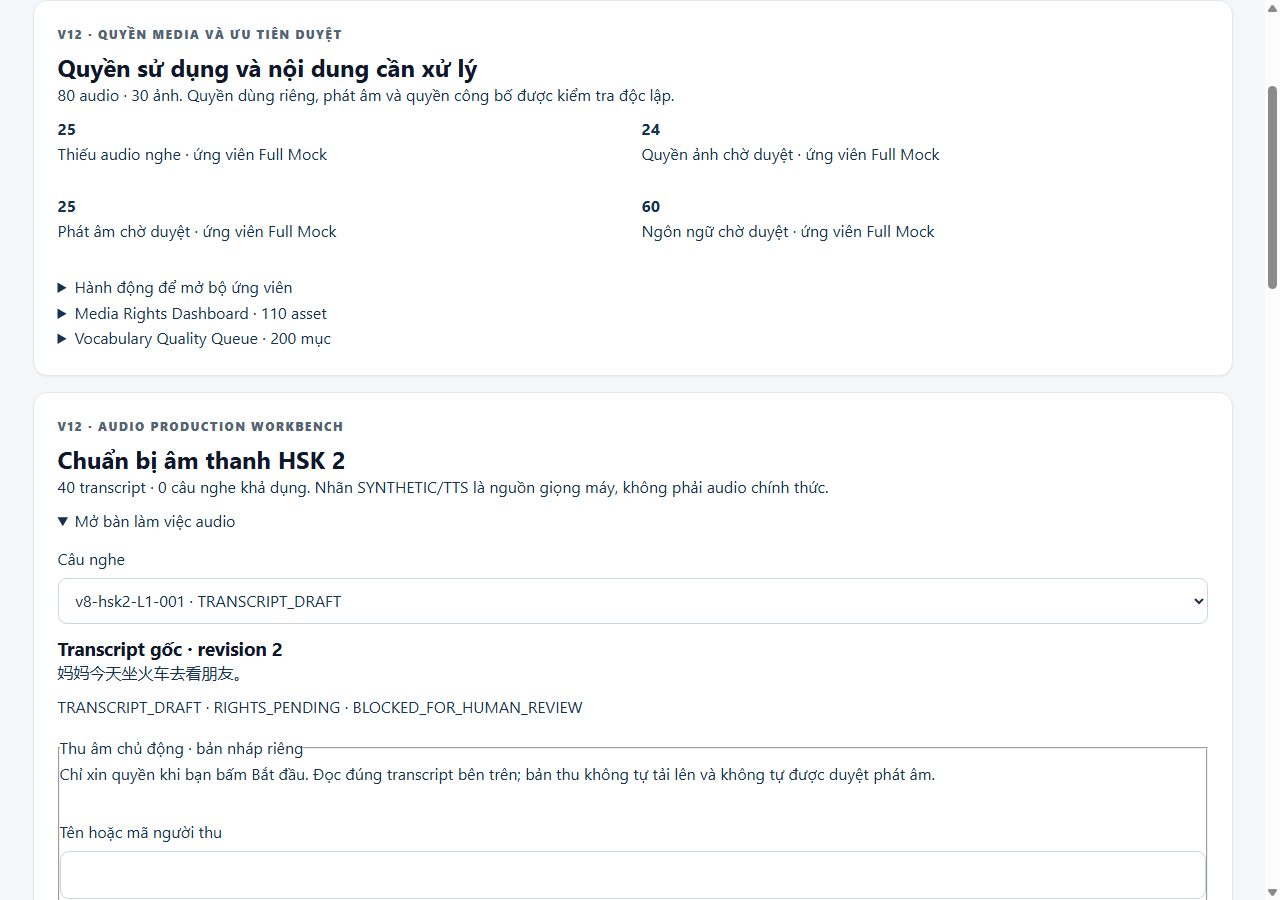 V12 · QUYỀN MEDIA VÀ ƯU TIÊN DUYỆT
Quyền sử dụng và nội dung cần xử lý
80 audio · 30 ảnh. Quyền dùng riêng, phát âm và quyền công bố được kiểm tra độc lập.
25
Thiếu audio nghe · ứng viên Full Mock
24
Quyền ảnh chờ duyệt · ứng viên Full Mock
25
Phát âm chờ duyệt · ứng viên Full Mock
60
Ngôn ngữ chờ duyệt · ứng viên Full Mock
Hành động để mở bộ ứng viên
Media Rights Dashboard · 110 asset
Vocabulary Quality Queue · 200 mục
V12 · AUDIO PRODUCTION WORKBENCH
Chuẩn bị âm thanh HSK 2
40 transcript · 0 câu nghe khả dụng. Nhãn SYNTHETIC/TTS là nguồn giọng máy, không phải audio chính thức.
Mở bàn làm việc audio
Câu nghe
v8-hsk2-L1-001 · TRANSCRIPT_DRAFT
Transcript gốc · revision 2
妈妈今天坐火车去看朋友。
TRANSCRIPT_DRAFT · RIGHTS_PENDING · BLOCKED_FOR_HUMAN_REVIEW
Thu âm chủ động · bản nháp riêng
Chỉ xin quyền khi bạn bấm Bắt đầu. Đọc đúng transcript bên trên; bản thu không tự tải lên và không tự được duyệt phát âm.
Tên hoặc mã người thu